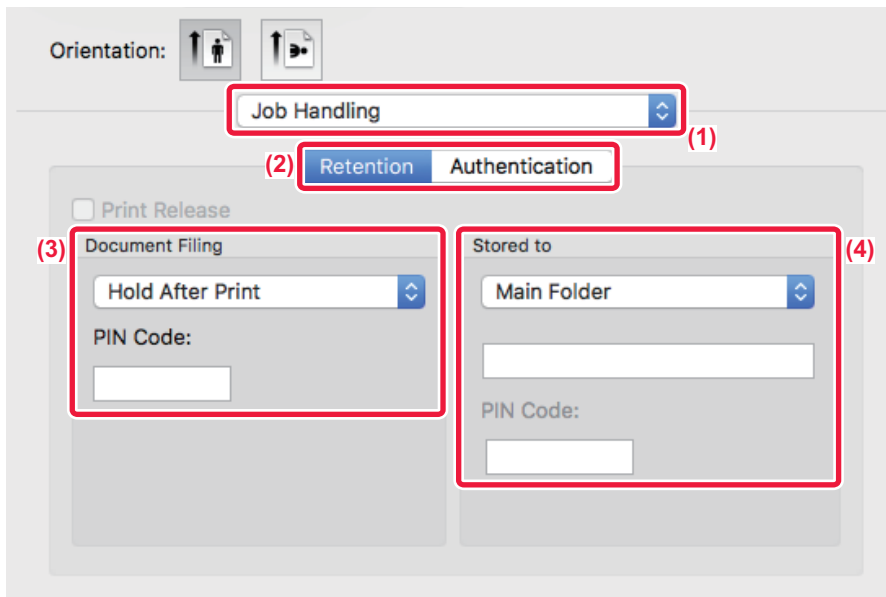 Orientation:
Job Handling
(1)
(2) Retention Authentication
Print Release
(3) Document Filing
Hold After Print
PIN Code:
Stored to (4)
Main Folder
PIN Code: